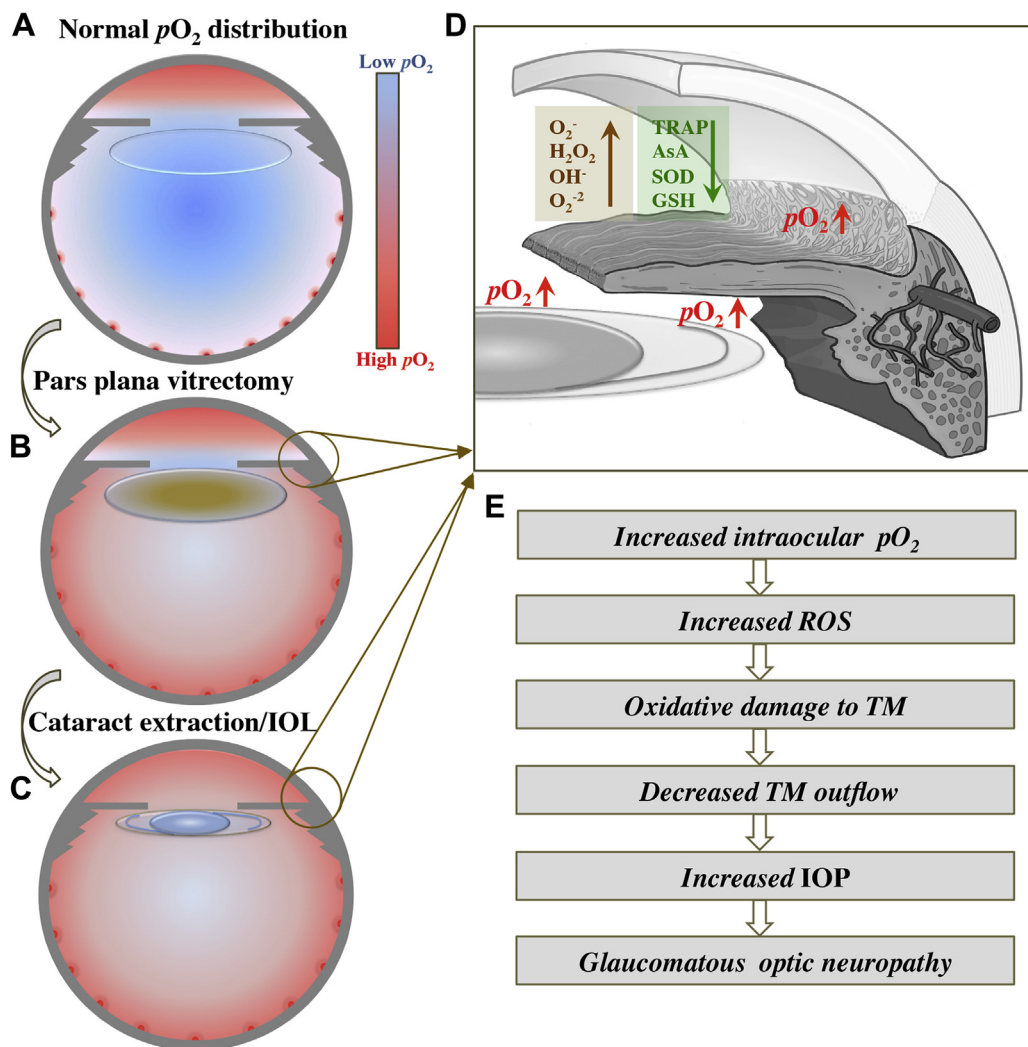 A
Normal pO₂ distribution
Low pO₂
High pO₂
Pars plana vitrectomy
B
Cataract extraction/IOL
C
D
O₂⁻
H₂O₂
OH⁻
O₂⁻²
TRAP
AsA
SOD
GSH
pO₂
pO₂
pO₂
E
Increased intraocular pO₂
Increased ROS
Oxidative damage to TM
Decreased TM outflow
Increased IOP
Glaucomatous optic neuropathy